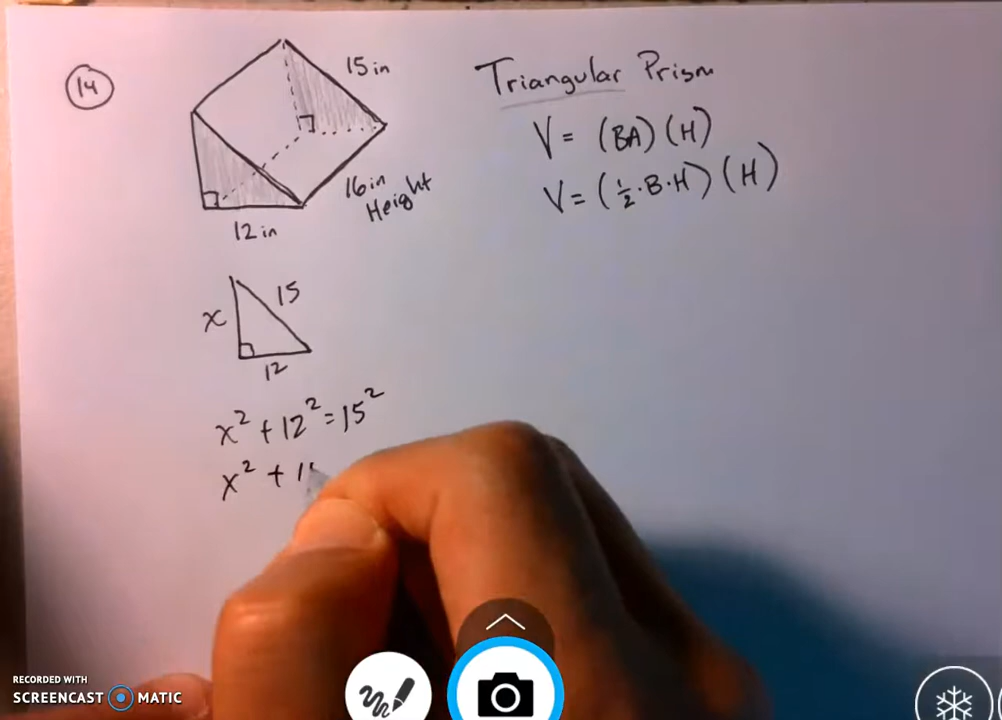 14
15 in
16 in
Height
12 in
Triangular Prism
V = (BA)(H)
V = (½·B·H)(H)
x
15
12
x² + 12² = 15²
x² + 1
RECORDED WITH
SCREENCAST MATIC